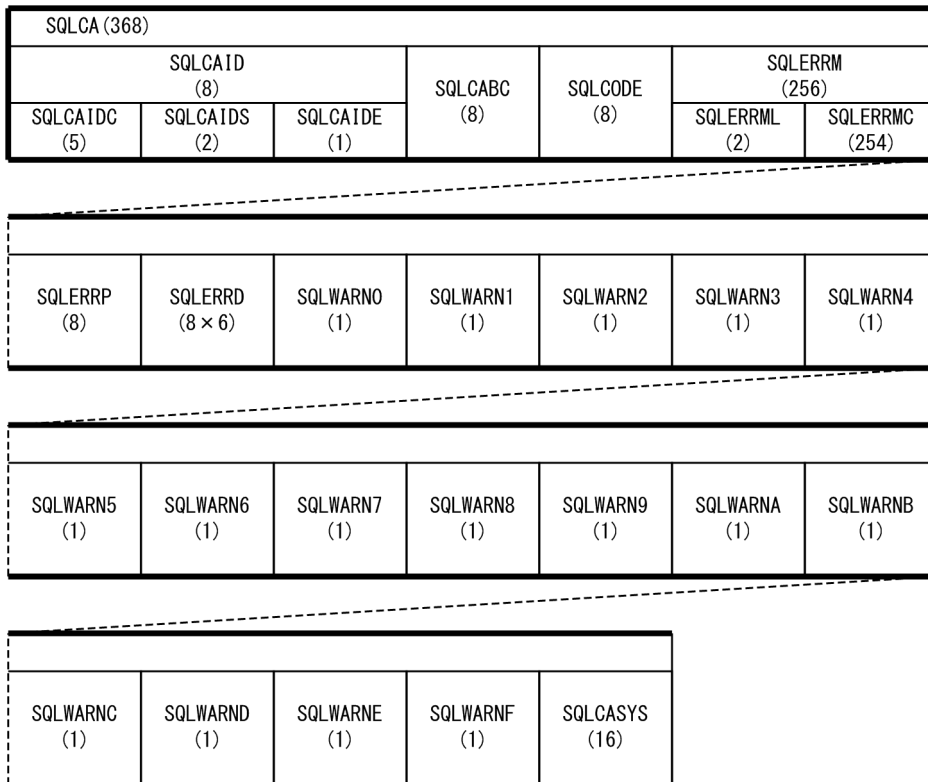 SQLCA(368)
SQLCAID
(8)
SQLCABC
(8)
SQLCODE
(8)
SQLERRM
(256)
SQLCAIDC
(5)
SQLCAIDS
(2)
SQLCAIDE
(1)
SQLERRML
(2)
SQLERRMC
(254)
SQLERRP
(8)
SQLERRD
(8×6)
SQLWARN0
(1)
SQLWARN1
(1)
SQLWARN2
(1)
SQLWARN3
(1)
SQLWARN4
(1)
SQLWARN5
(1)
SQLWARN6
(1)
SQLWARN7
(1)
SQLWARN8
(1)
SQLWARN9
(1)
SQLWARNA
(1)
SQLWARNB
(1)
SQLWARNC
(1)
SQLWARND
(1)
SQLWARNE
(1)
SQLWARNF
(1)
SQLCASYS
(16)